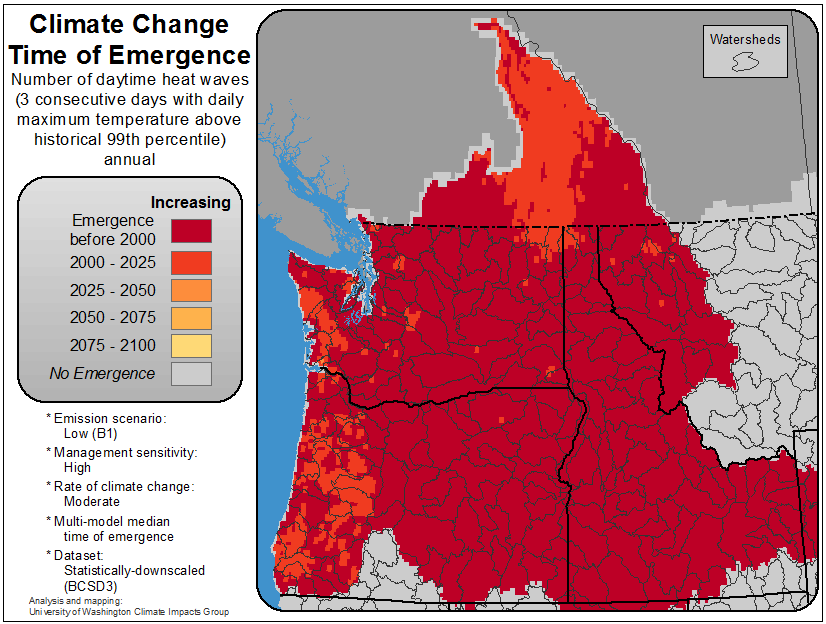 Climate Change
Time of Emergence
Number of daytime heat waves
(3 consecutive days with daily
maximum temperature above
historical 99th percentile)
annual
Increasing
Emergence
before 2000
2000 - 2025
2025 - 2050
2050 - 2075
2075 - 2100
No Emergence
* Emission scenario:
Low (B1)
* Management sensitivity:
High
* Rate of climate change:
Moderate
* Multi-model median
time of emergence
* Dataset:
Statistically-downscaled
(BCSD3)
Analysis and mapping:
University of Washington Climate Impacts Group
Watersheds